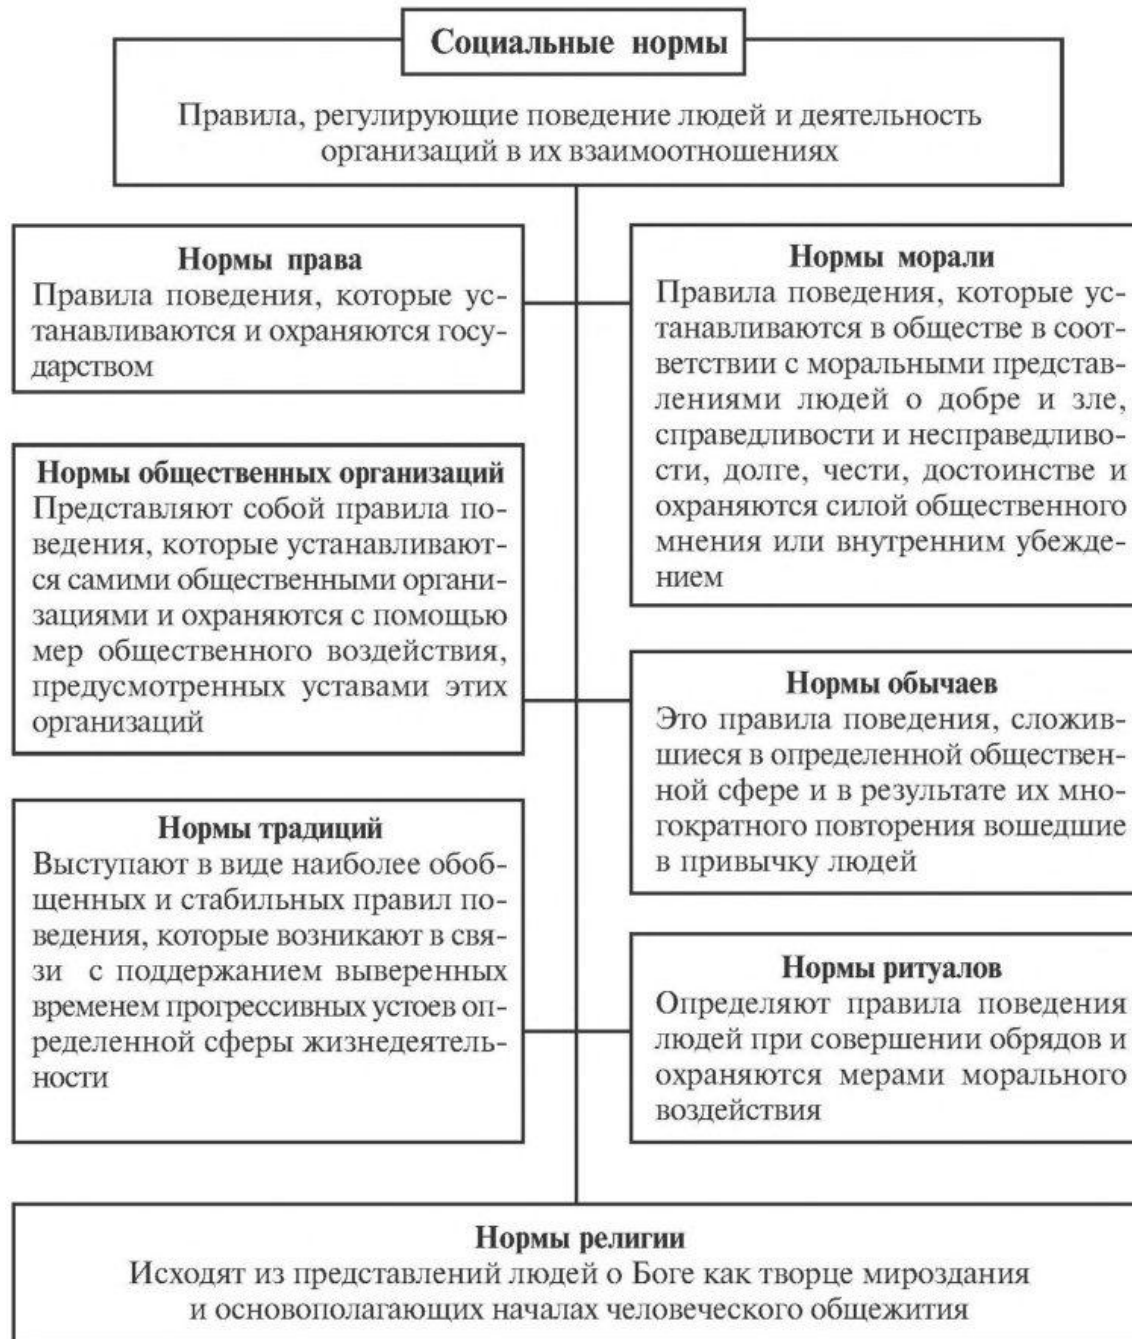 Социальные нормы
Правила, регулирующие поведение людей и деятельность
организаций в их взаимоотношениях
Нормы права
Правила поведения, которые ус-
танавливаются и охраняются госу-
дарством
Нормы морали
Правила поведения, которые ус-
танавливаются в обществе в соот-
ветствии с моральными представ-
лениями людей о добре и зле,
справедливости и несправедливо-
сти, долге, чести, достоинстве и
охраняются силой общественного
мнения или внутренним убежде-
нием
Нормы общественных организаций
Представляют собой правила по-
ведения, которые устанавливают-
ся самими общественными органи-
зациями и охраняются с помощью
мер общественного воздействия,
предусмотренных уставами этих
организаций
Нормы обычаев
Это правила поведения, сложив-
шиеся в определенной обществен-
ной сфере и в результате их мно-
гократного повторения вошедшие
в привычку людей
Нормы традиций
Выступают в виде наиболее обоб-
щенных и стабильных правил по-
ведения, которые возникают в свя-
зи с поддержанием выверенных
временем прогрессивных устоев оп-
ределенной сферы жизнедеятель-
ности
Нормы ритуалов
Определяют правила поведения
людей при совершении обрядов и
охраняются мерами морального
воздействия
Нормы религии
Исходят из представлений людей о Боге как творце мироздания
и основополагающих началах человеческого общежития